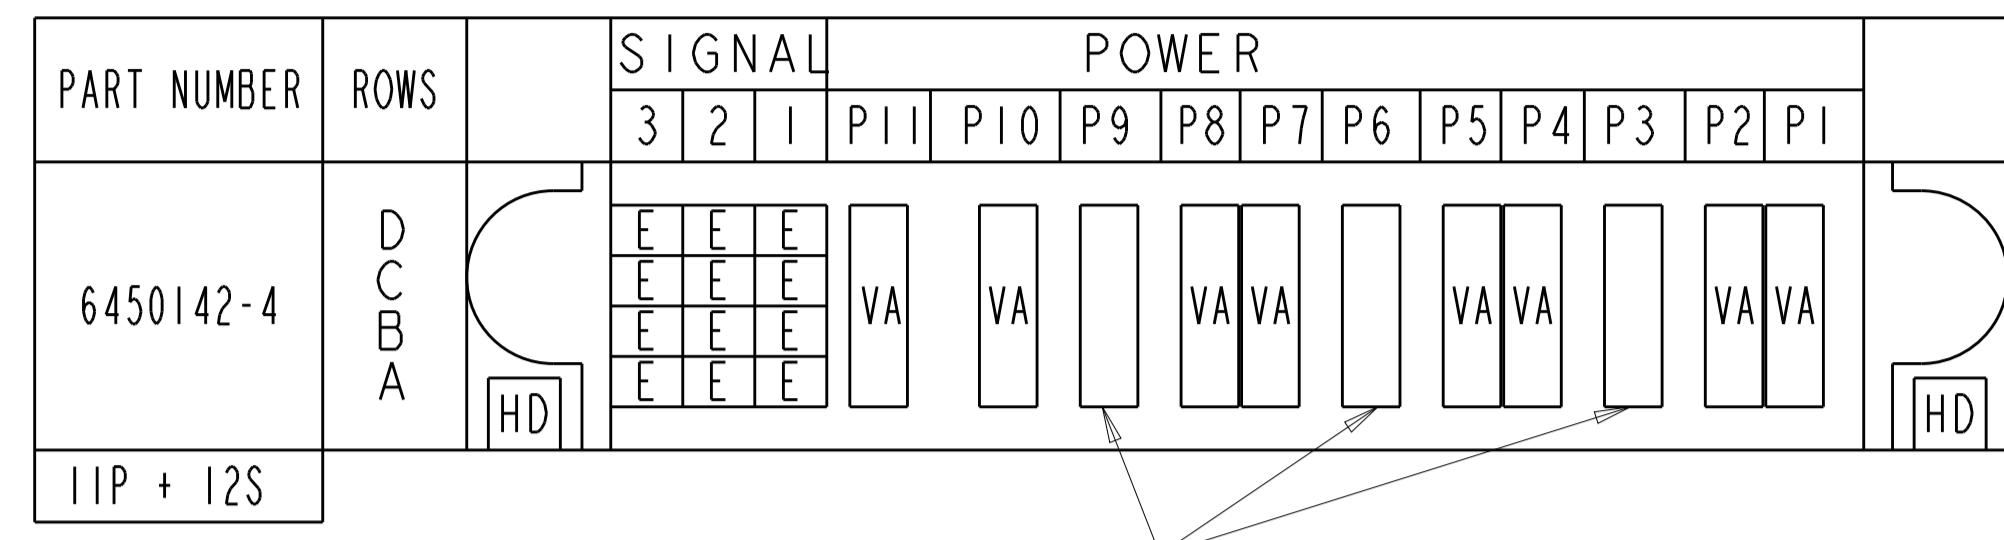 PART NUMBER ROWS SIGNAL POWER
3 2 1 P11 P10 P9 P8 P7 P6 P5 P4 P3 P2 P1
D E E E
C E E E
6450142-4 VA VA VA VA VA VA VA VA
B E E E
A E E E
HD HD
11P + 12S